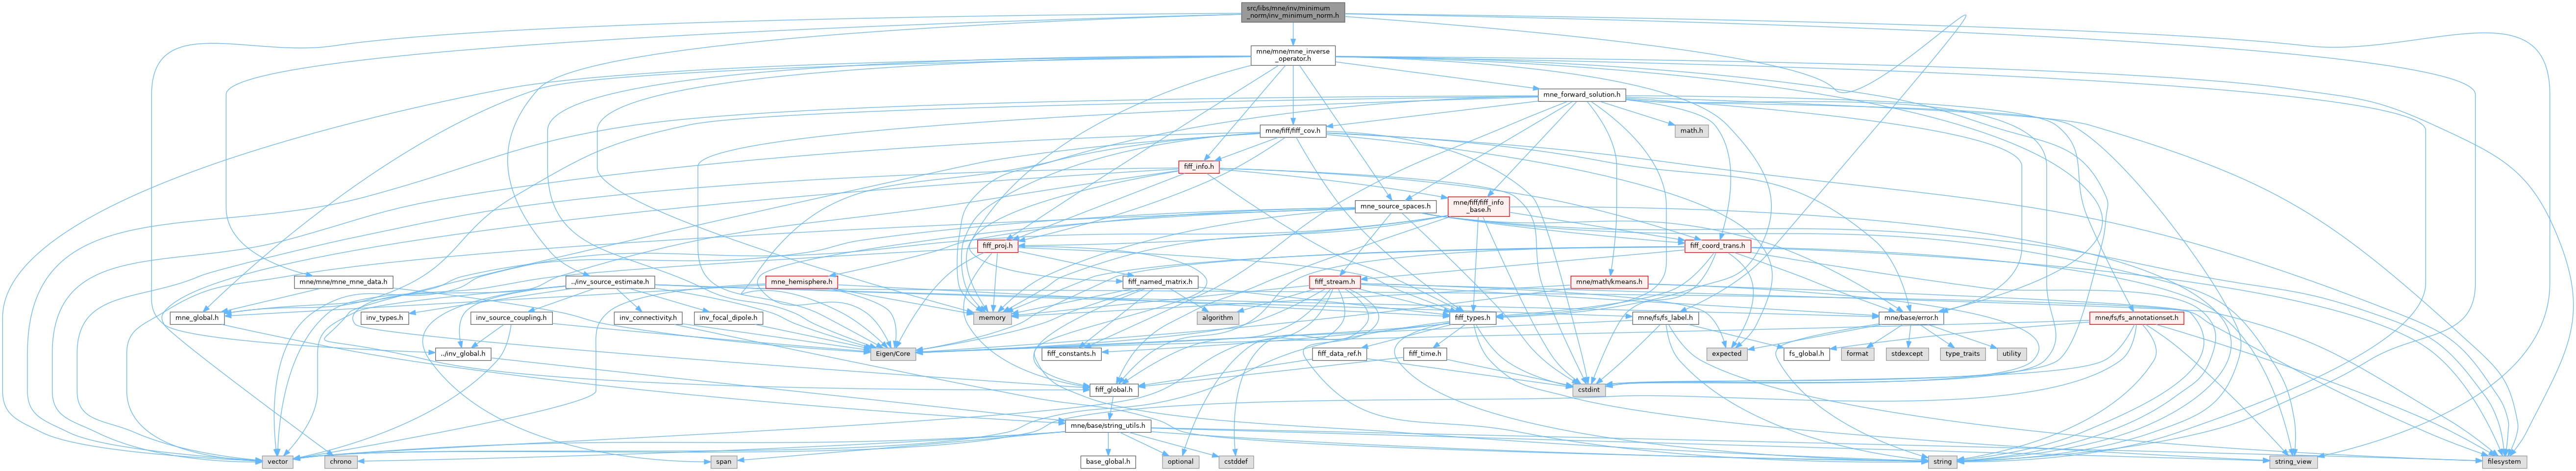 src/libs/mne/inv/minimum
_norm/inv_minimum_norm.h
mne/mne/mne_inverse
_operator.h
mne_forward_solution.h
mne/fiff/fiff_cov.h
math.h
fiff_info.h
mne_source_spaces.h
mne/fiff/fiff_info
_base.h
fiff_proj.h
fiff_coord_trans.h
mne/mne/mne_mne_data.h
../inv_source_estimate.h
mne_hemisphere.h
fiff_named_matrix.h
fiff_stream.h
mne/math/kmeans.h
mne_global.h
inv_types.h
inv_source_coupling.h
inv_connectivity.h
inv_focal_dipole.h
memory
algorithm
fiff_types.h
mne/fs/fs_label.h
mne/base/error.h
mne/fs/fs_annotationset.h
../inv_global.h
Eigen/Core
fiff_constants.h
fiff_data_ref.h
fiff_time.h
expected
fs_global.h
format
stdexcept
type_traits
utility
fiff_global.h
cstdint
mne/base/string_utils.h
vector
chrono
span
base_global.h
optional
cstddef
string
string_view
filesystem